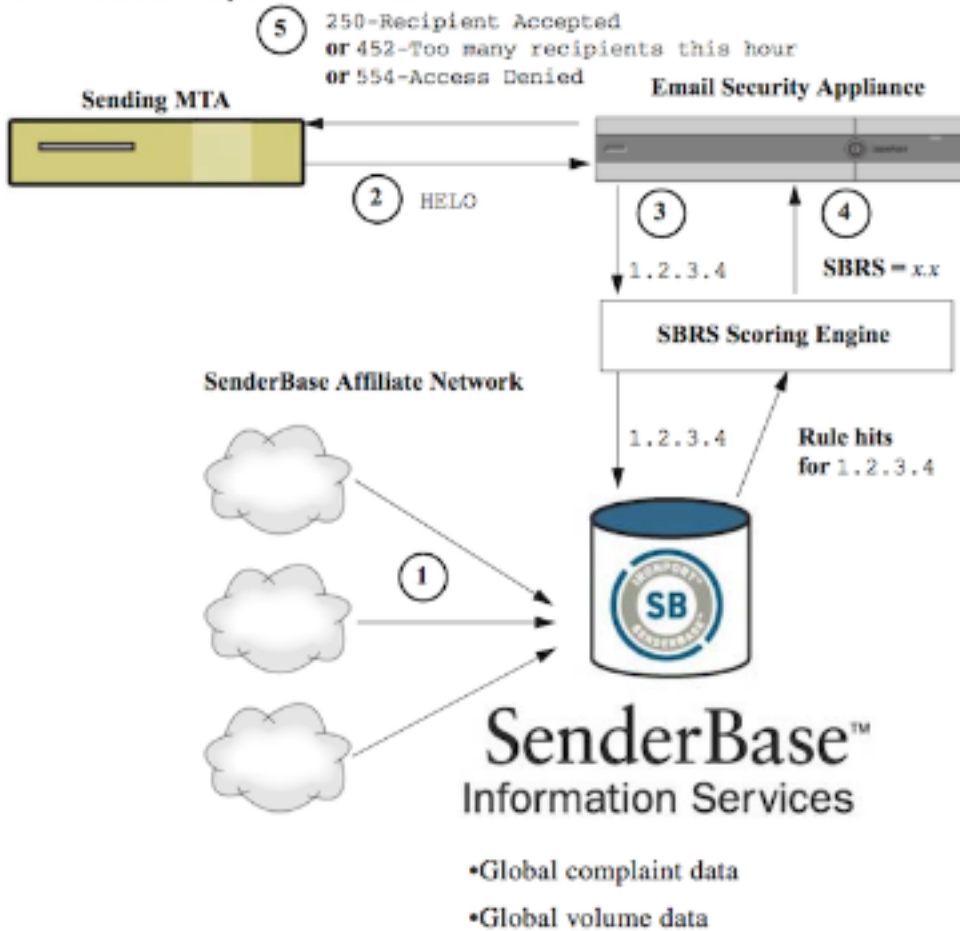 5
250-Recipient Accepted
or 452-Too many recipients this hour
or 554-Access Denied
Sending MTA
Email Security Appliance
2
HELO
3
4
1.2.3.4
SBRS = x.x
SBRS Scoring Engine
SenderBase Affiliate Network
1.2.3.4
Rule hits
for 1.2.3.4
1
IRONPORT™
SB
SENDERBASE™
SenderBase™
Information Services
•Global complaint data
•Global volume data